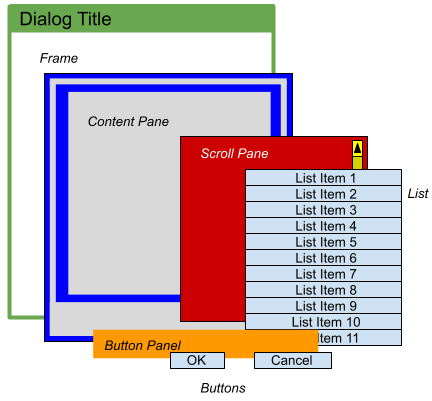 Dialog Title
Frame
Content Pane
Scroll Pane
List Item 1
List Item 2
List
List Item 3
List Item 4
List Item 5
List Item 6
List Item 7
List Item 8
List Item 9
List Item 10
tem 11
Button Panel
OK
Cancel
Buttons